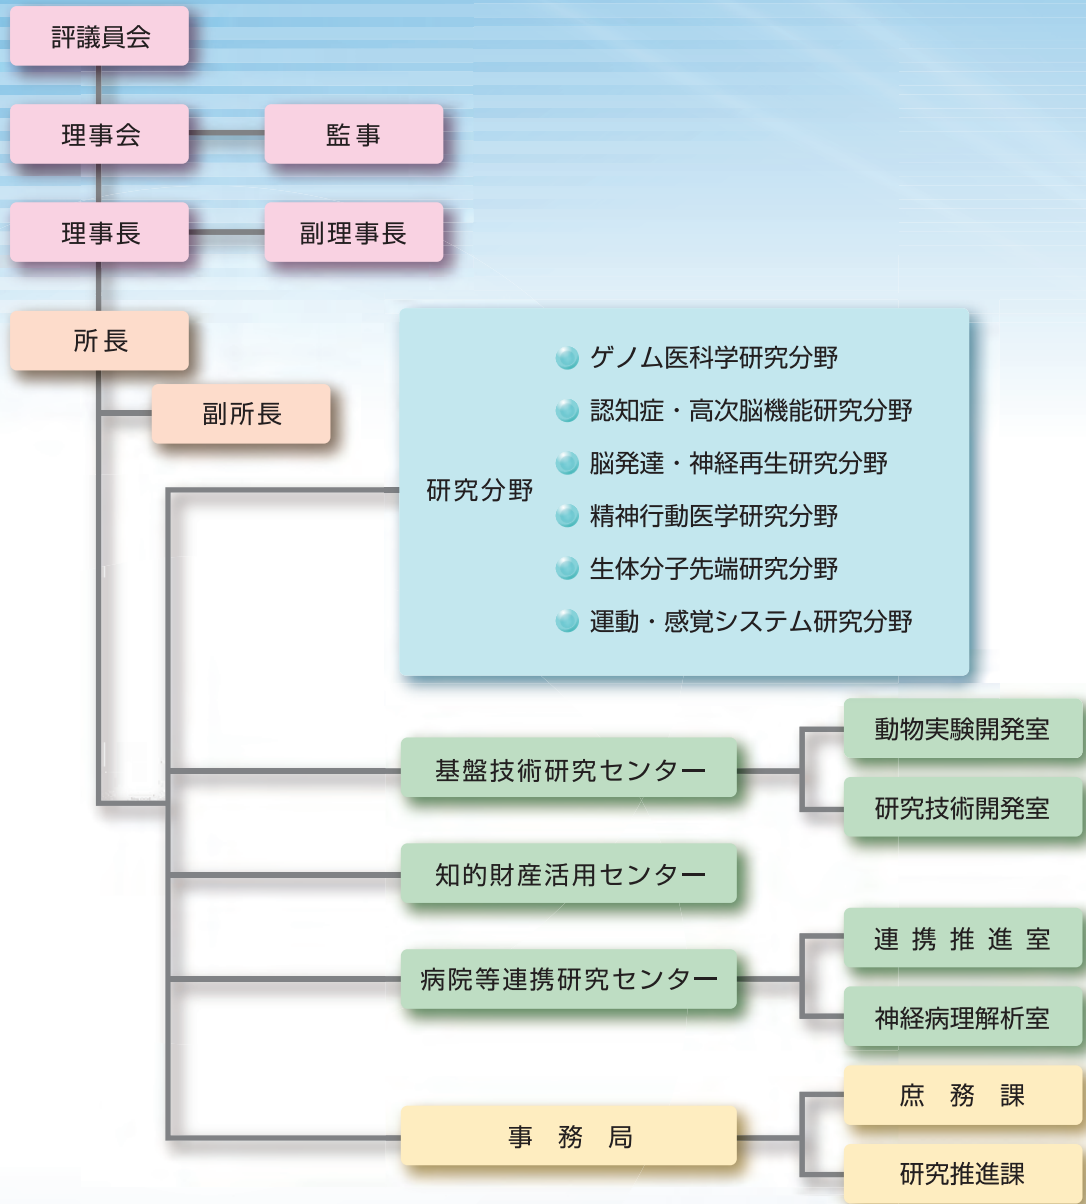 評議員会
理事会
監事
理事長
副理事長
所長
副所長
研究分野
ゲノム医科学研究分野
認知症・高次脳機能研究分野
脳発達・神経再生研究分野
精神行動医学研究分野
生体分子先端研究分野
運動・感覚システム研究分野
基盤技術研究センター
動物実験開発室
研究技術開発室
知的財産活用センター
病院等連携研究センター
連携推進室
神経病理解析室
事務局
庶務課
研究推進課